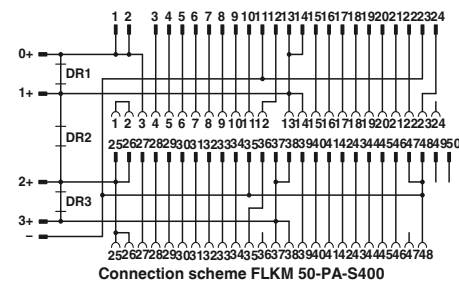 1 2 3 4 5 6 7 8 9 10 11 12 13 14 15 16 17 18 19 20 21 22 23 24
0+
DR1
1+
1 2 3 4 5 6 7 8 9 10 11 12 13 14 15 16 17 18 19 20 21 22 23 24
DR2
25 26 27 28 29 30 31 32 33 34 35 36 37 38 39 40 41 42 43 44 45 46 47 48 49 50
2+
DR3
3+
–
25 26 27 28 29 30 31 32 33 34 35 36 37 38 39 40 41 42 43 44 45 46 47 48
Connection scheme FLKM 50-PA-S400